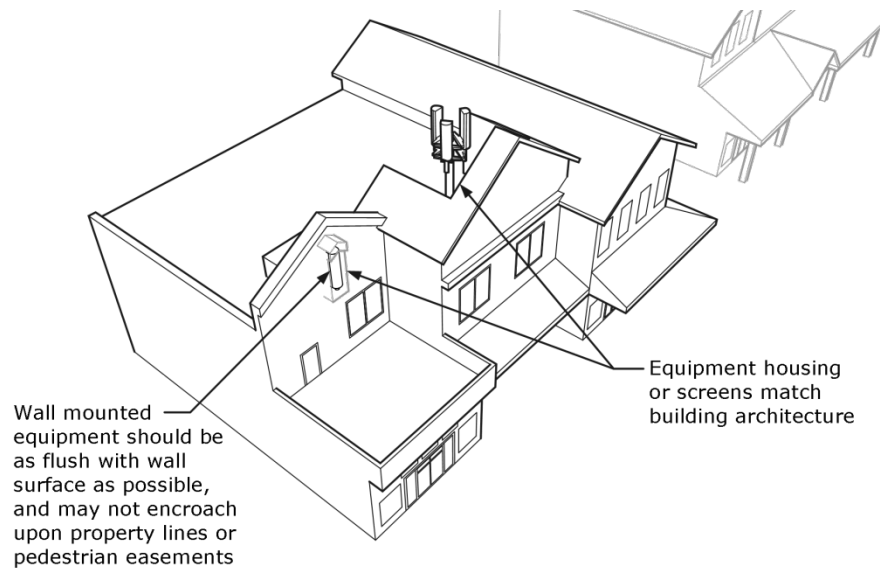 Equipment housing
or screens match
building architecture
Wall mounted
equipment should be
as flush with wall
surface as possible,
and may not encroach
upon property lines or
pedestrian easements